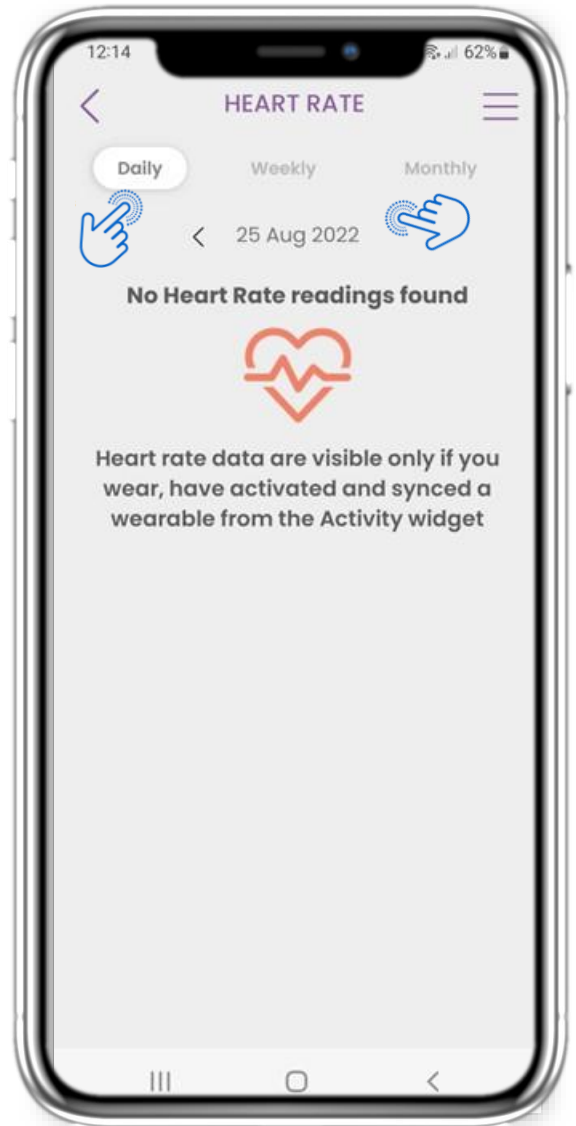 12:14 62%
HEART RATE
Daily Weekly Monthly
25 Aug 2022
No Heart Rate readings found
Heart rate data are visible only if you
wear, have activated and synced a
wearable from the Activity widget